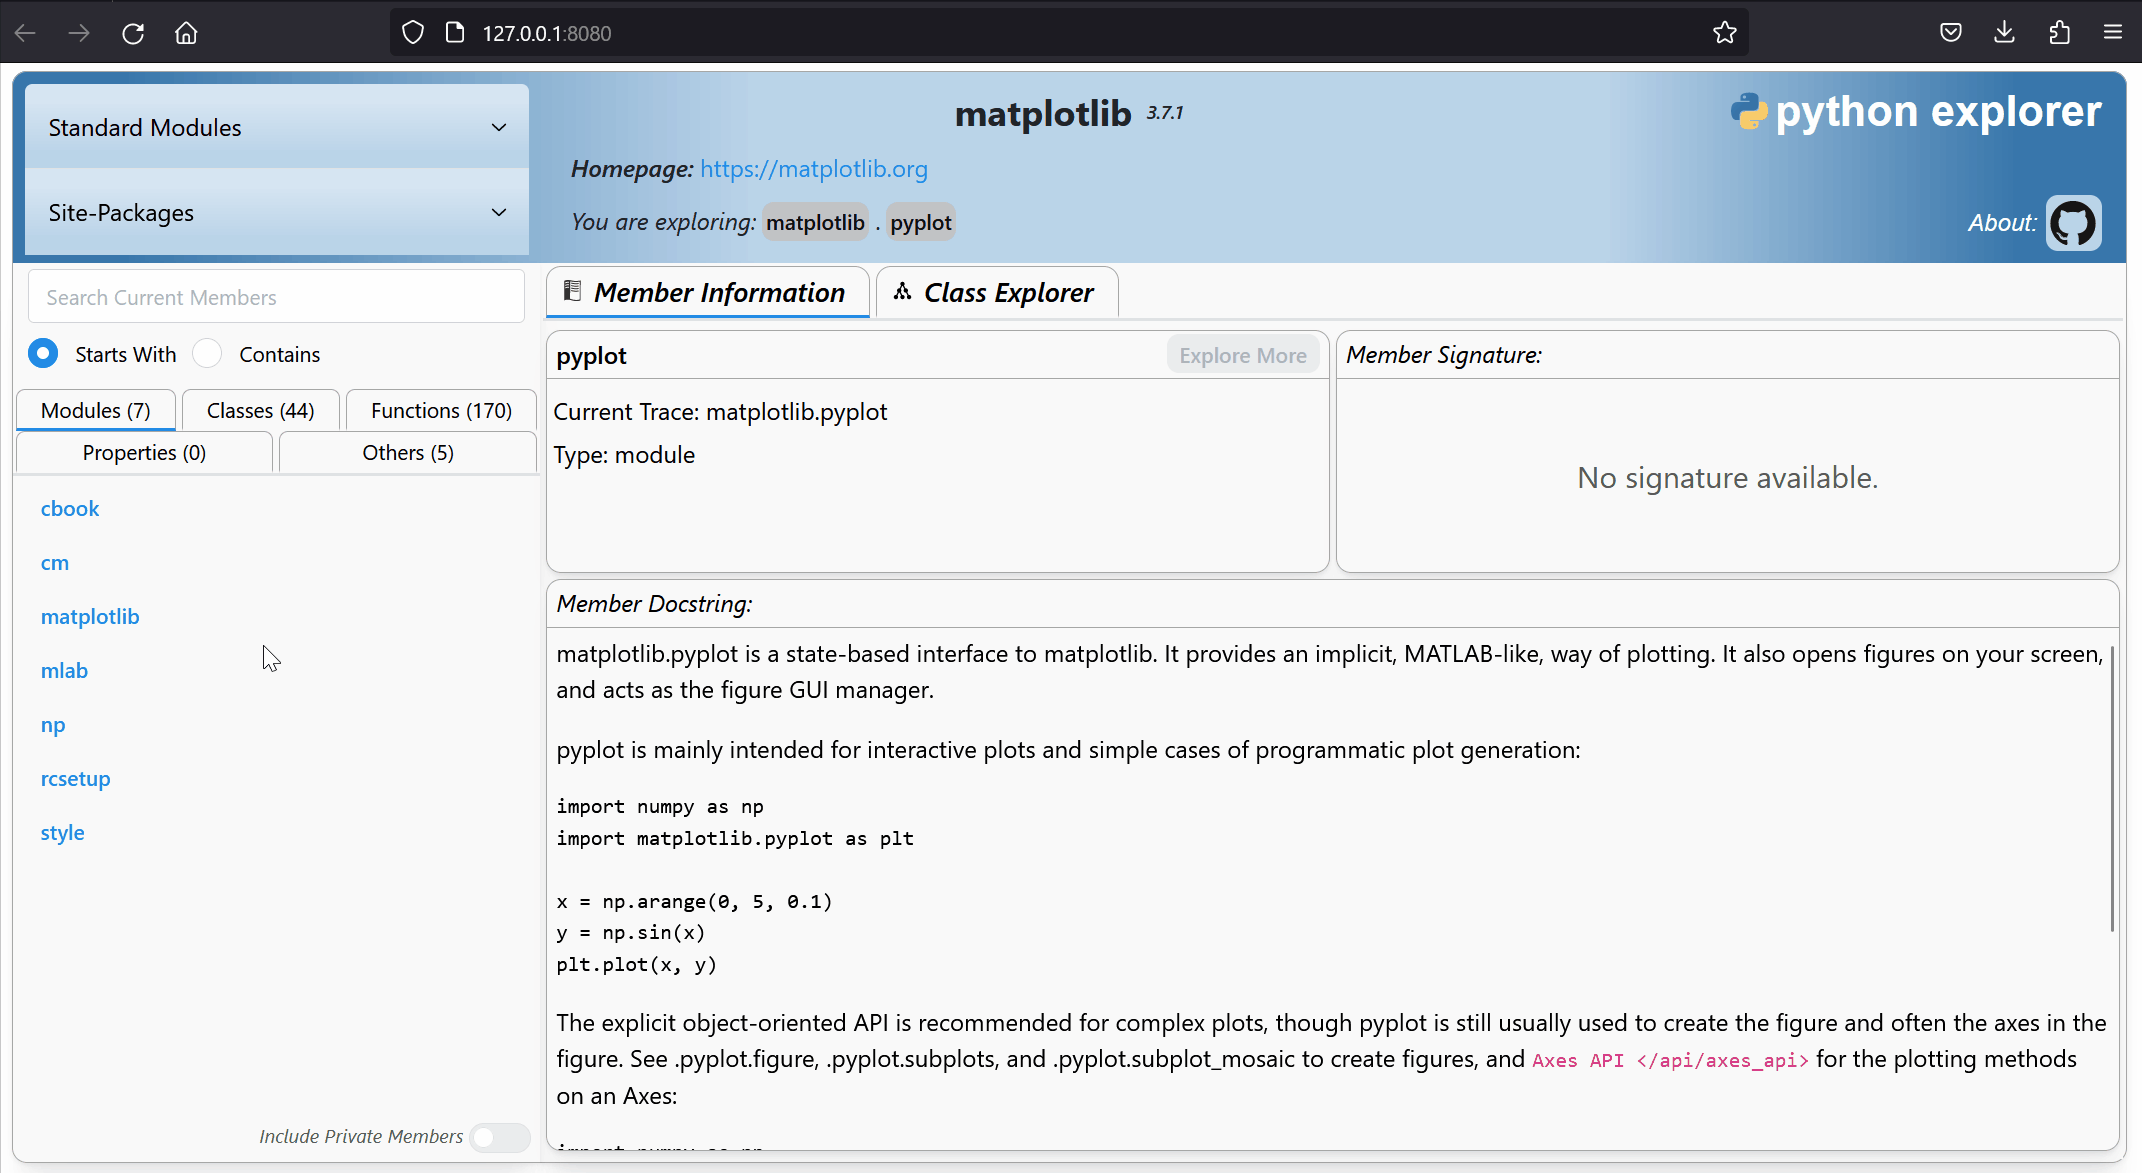 127.0.0.1:8080
Standard Modules
Site-Packages
matplotlib 3.7.1
Homepage: https://matplotlib.org
You are exploring: matplotlib . pyplot
python explorer
About:
Search Current Members
Starts With Contains
Modules (7) Classes (44) Functions (170)
Properties (0) Others (5)
cbook
cm
matplotlib
mlab
np
rcsetup
style
Include Private Members
Member Information Class Explorer
pyplot Explore More
Current Trace: matplotlib.pyplot
Type: module
Member Signature:
No signature available.
Member Docstring:
matplotlib.pyplot is a state-based interface to matplotlib. It provides an implicit, MATLAB-like, way of plotting. It also opens figures on your screen,
and acts as the figure GUI manager.
pyplot is mainly intended for interactive plots and simple cases of programmatic plot generation:
import numpy as np
import matplotlib.pyplot as plt
x = np.arange(0, 5, 0.1)
y = np.sin(x)
plt.plot(x, y)
The explicit object-oriented API is recommended for complex plots, though pyplot is still usually used to create the figure and often the axes in the
figure. See .pyplot.figure, .pyplot.subplots, and .pyplot.subplot_mosaic to create figures, and Axes API </api/axes_api> for the plotting methods
on an Axes: